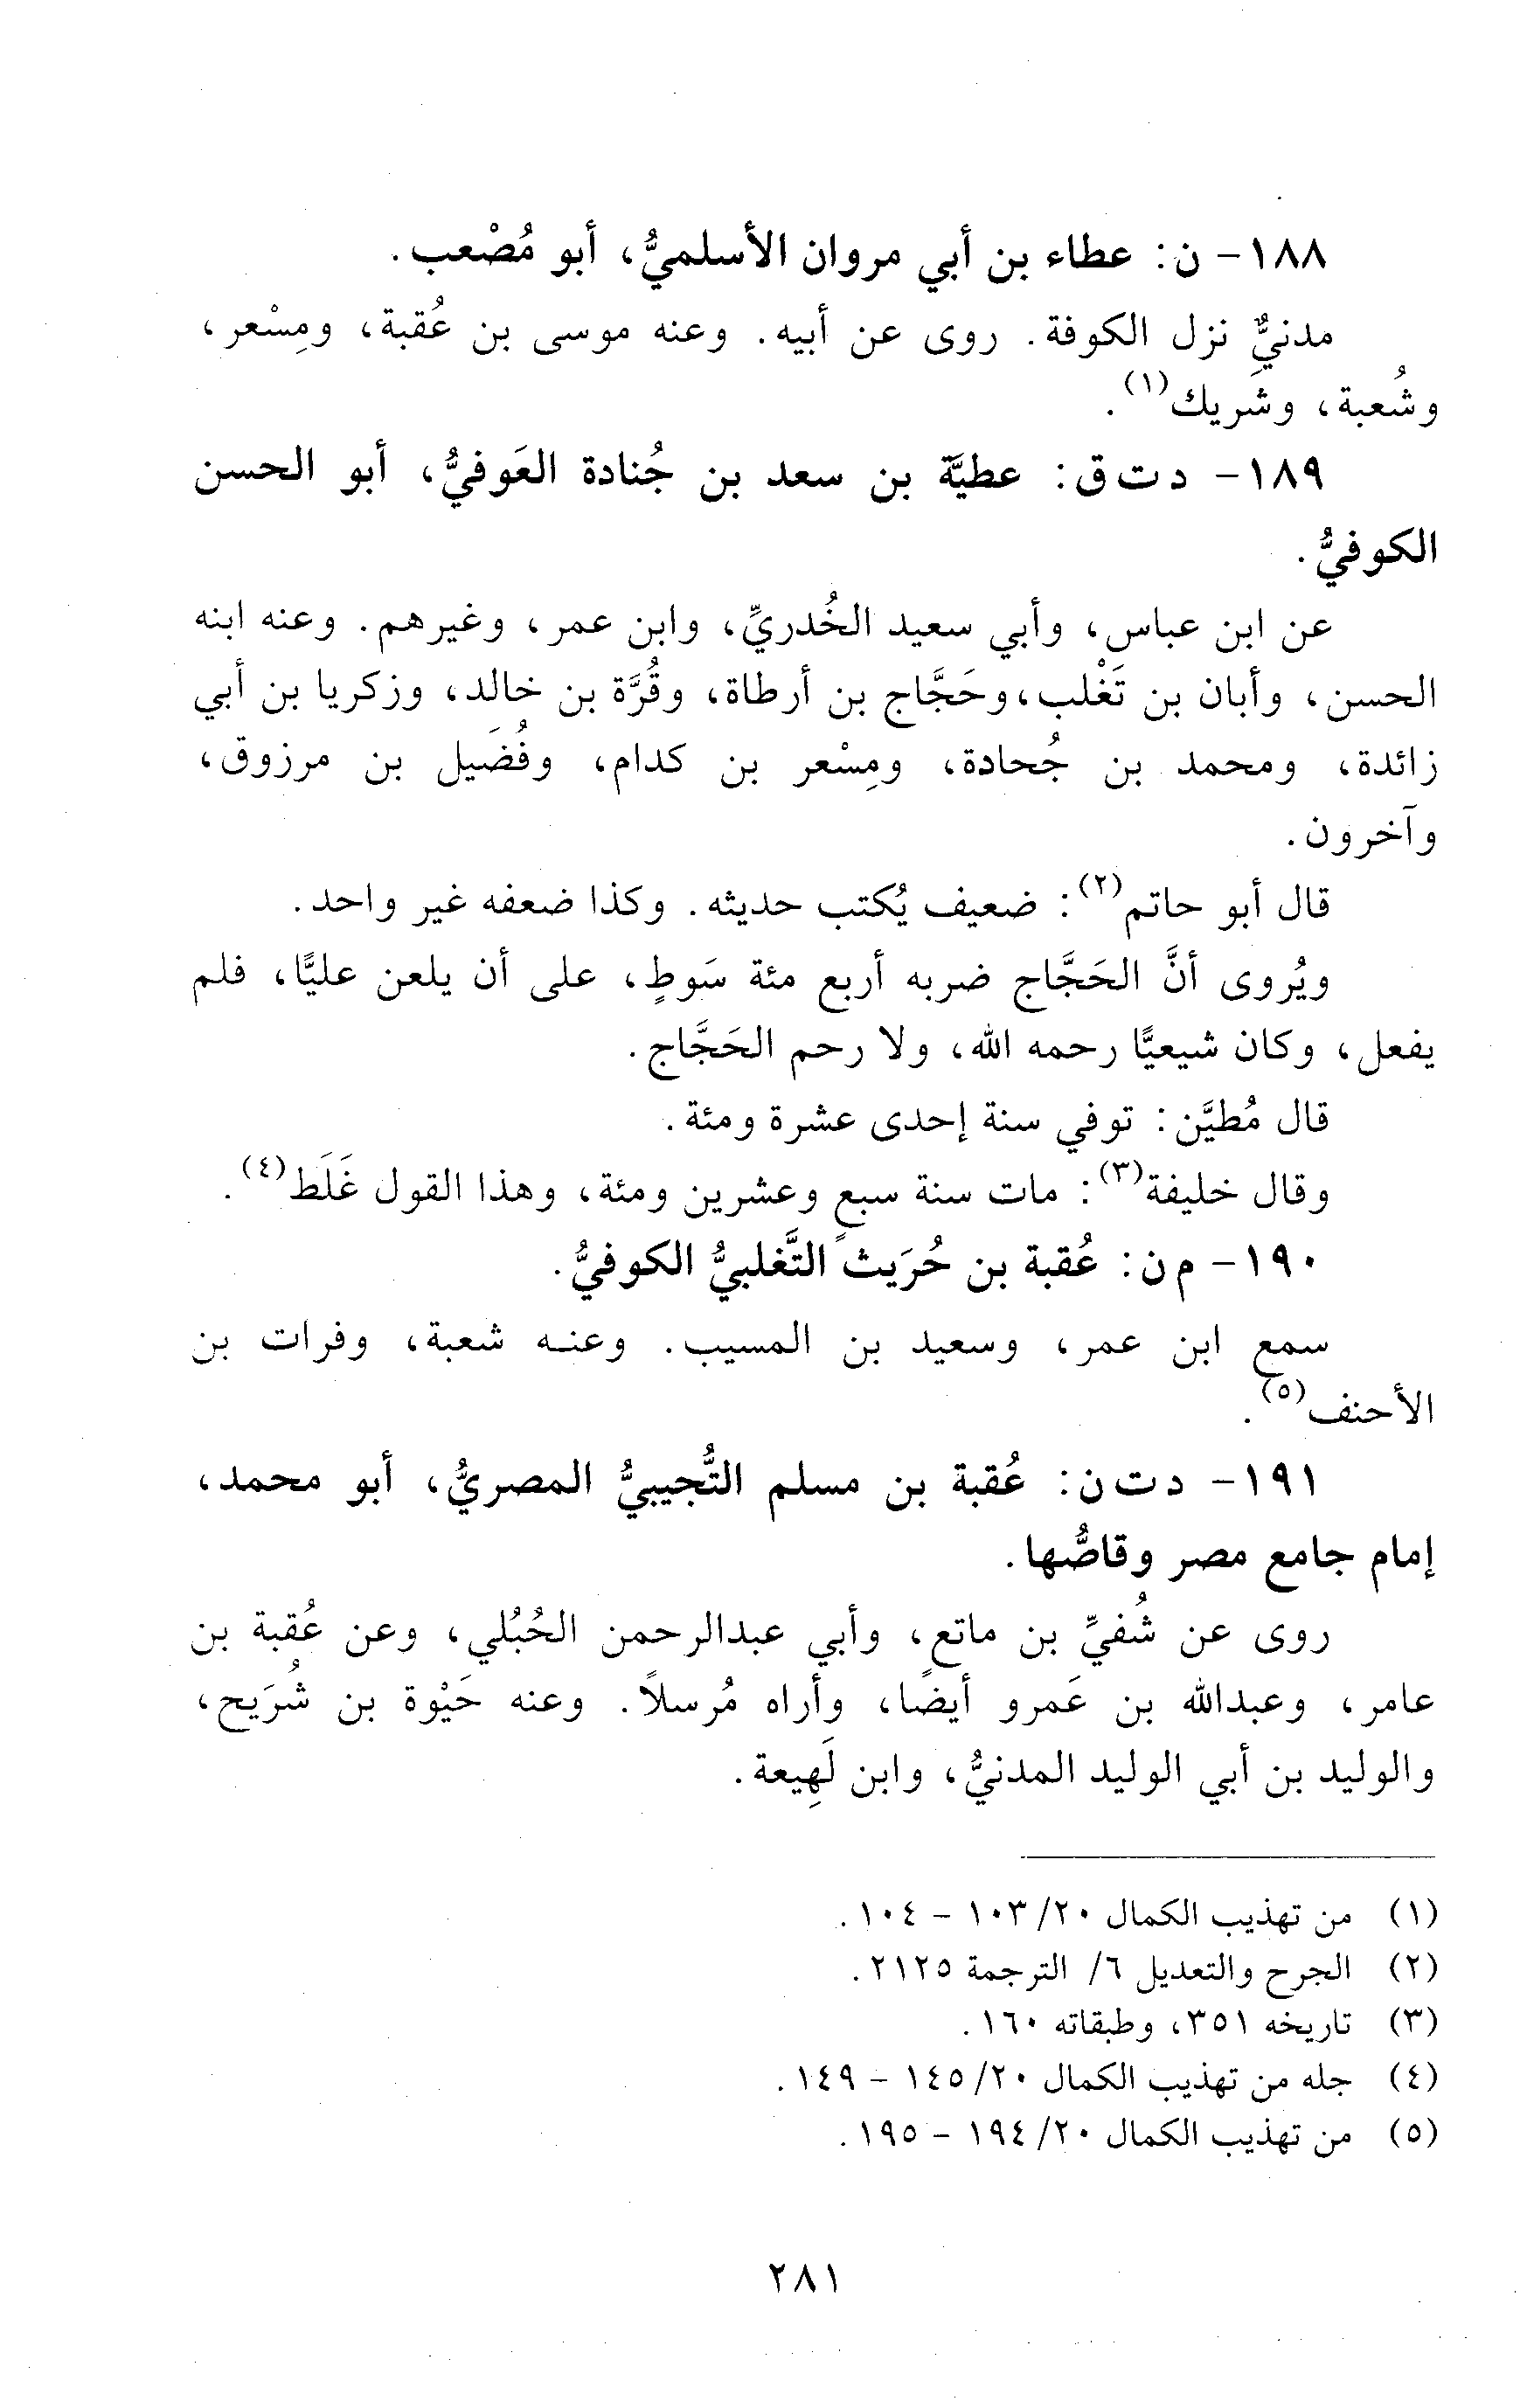 ١٨٨- ن: عطاء بن أبي مروان الأسلميُّ، أبو مُصْعب.
مدنيٌّ نزل الكوفة. روى عن أبيه. وعنه موسى بن عُقبة، ومِسْعر،
وشُعبة، وشَريك(١).
١٨٩- د ت ق: عطيَّة بن سعد بن جُنادة العَوفيُّ، أبو الحسن
الكوفيُّ.
عن ابن عباس، وأبي سعيد الخُدريِّ، وابن عمر، وغيرهم. وعنه ابنه
الحسن، وأبان بن تَغْلب، وحَجَّاج بن أرطاة، وقُرَّة بن خالد، وزكريا بن أبي
زائدة، ومحمد بن جُحادة، ومِسْعر بن كدام، وفُضَيل بن مرزوق،
وآخرون.
قال أبو حاتم(٢): ضعيف يُكتب حديثه. وكذا ضعفه غير واحد.
ويُروى أنَّ الحَجَّاج ضربه أربع مئة سَوطٍ، على أن يلعن عليًّا، فلم
يفعل، وكان شيعيًّا رحمه الله، ولا رحم الحَجَّاج.
قال مُطيَّن: توفي سنة إحدى عشرة ومئة.
وقال خليفة(٣): مات سنة سبعٍ وعشرين ومئة، وهذا القول غَلَط(٤).
١٩٠- م ن: عُقبة بن حُرَيث التَّغلبيُّ الكوفيُّ.
سمع ابن عمر، وسعيد بن المسيب. وعنه شعبة، وفرات بن
الأحنف(٥).
١٩١- د ت ن: عُقبة بن مسلم التُّجيبيُّ المصريُّ، أبو محمد،
إمام جامع مصر وقاصُّها.
روى عن شُفيِّ بن ماتعٍ، وأبي عبدالرحمن الحُبُلي، وعن عُقبة بن
عامر، وعبدالله بن عَمرو أيضًا، وأراه مُرسلاً. وعنه حَيْوة بن شُرَيح،
والوليد بن أبي الوليد المدنيُّ، وابن لَهِيعة.
(١) من تهذيب الكمال ٢٠/ ١٠٣ - ١٠٤.
(٢) الجرح والتعديل ٦/ الترجمة ٢١٢٥.
(٣) تاريخه ٣٥١، وطبقاته ١٦٠.
(٤) جله من تهذيب الكمال ٢٠/ ١٤٥ - ١٤٩.
(٥) من تهذيب الكمال ٢٠/ ١٩٤ - ١٩٥.
٢٨١